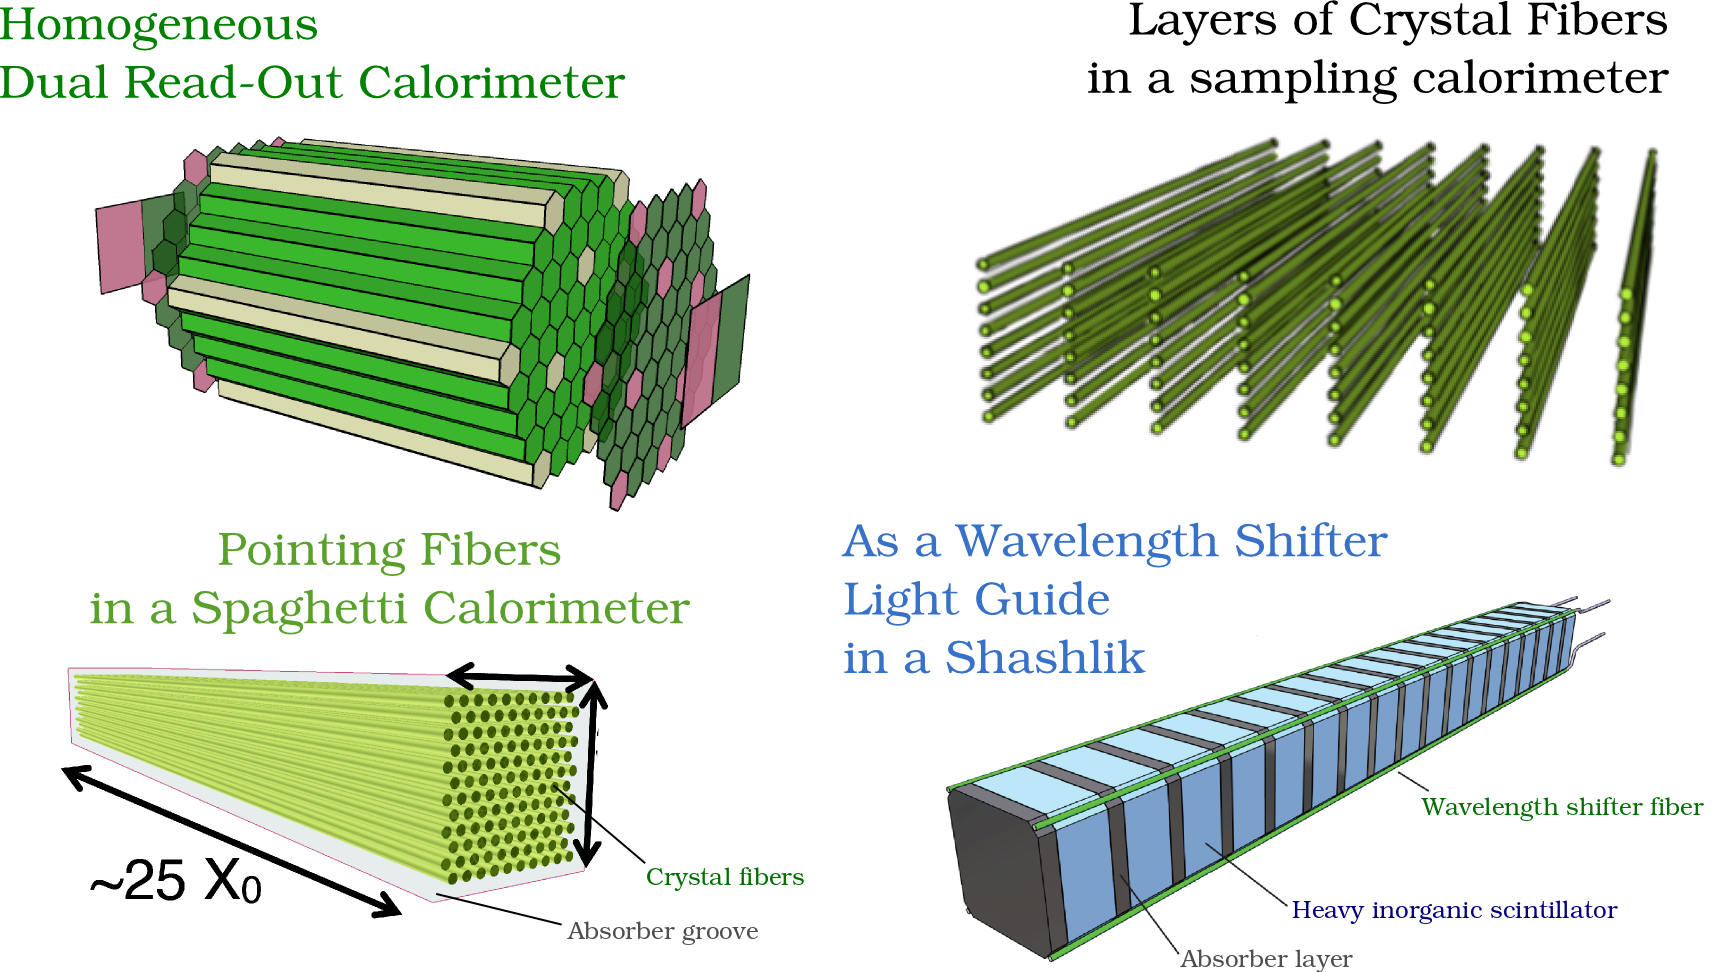 Homogeneous
Dual Read-Out Calorimeter
Layers of Crystal Fibers
in a sampling calorimeter
Pointing Fibers
in a Spaghetti Calorimeter
~25 X₀
Crystal fibers
Absorber groove
As a Wavelength Shifter
Light Guide
in a Shashlik
Wavelength shifter fiber
Heavy inorganic scintillator
Absorber layer